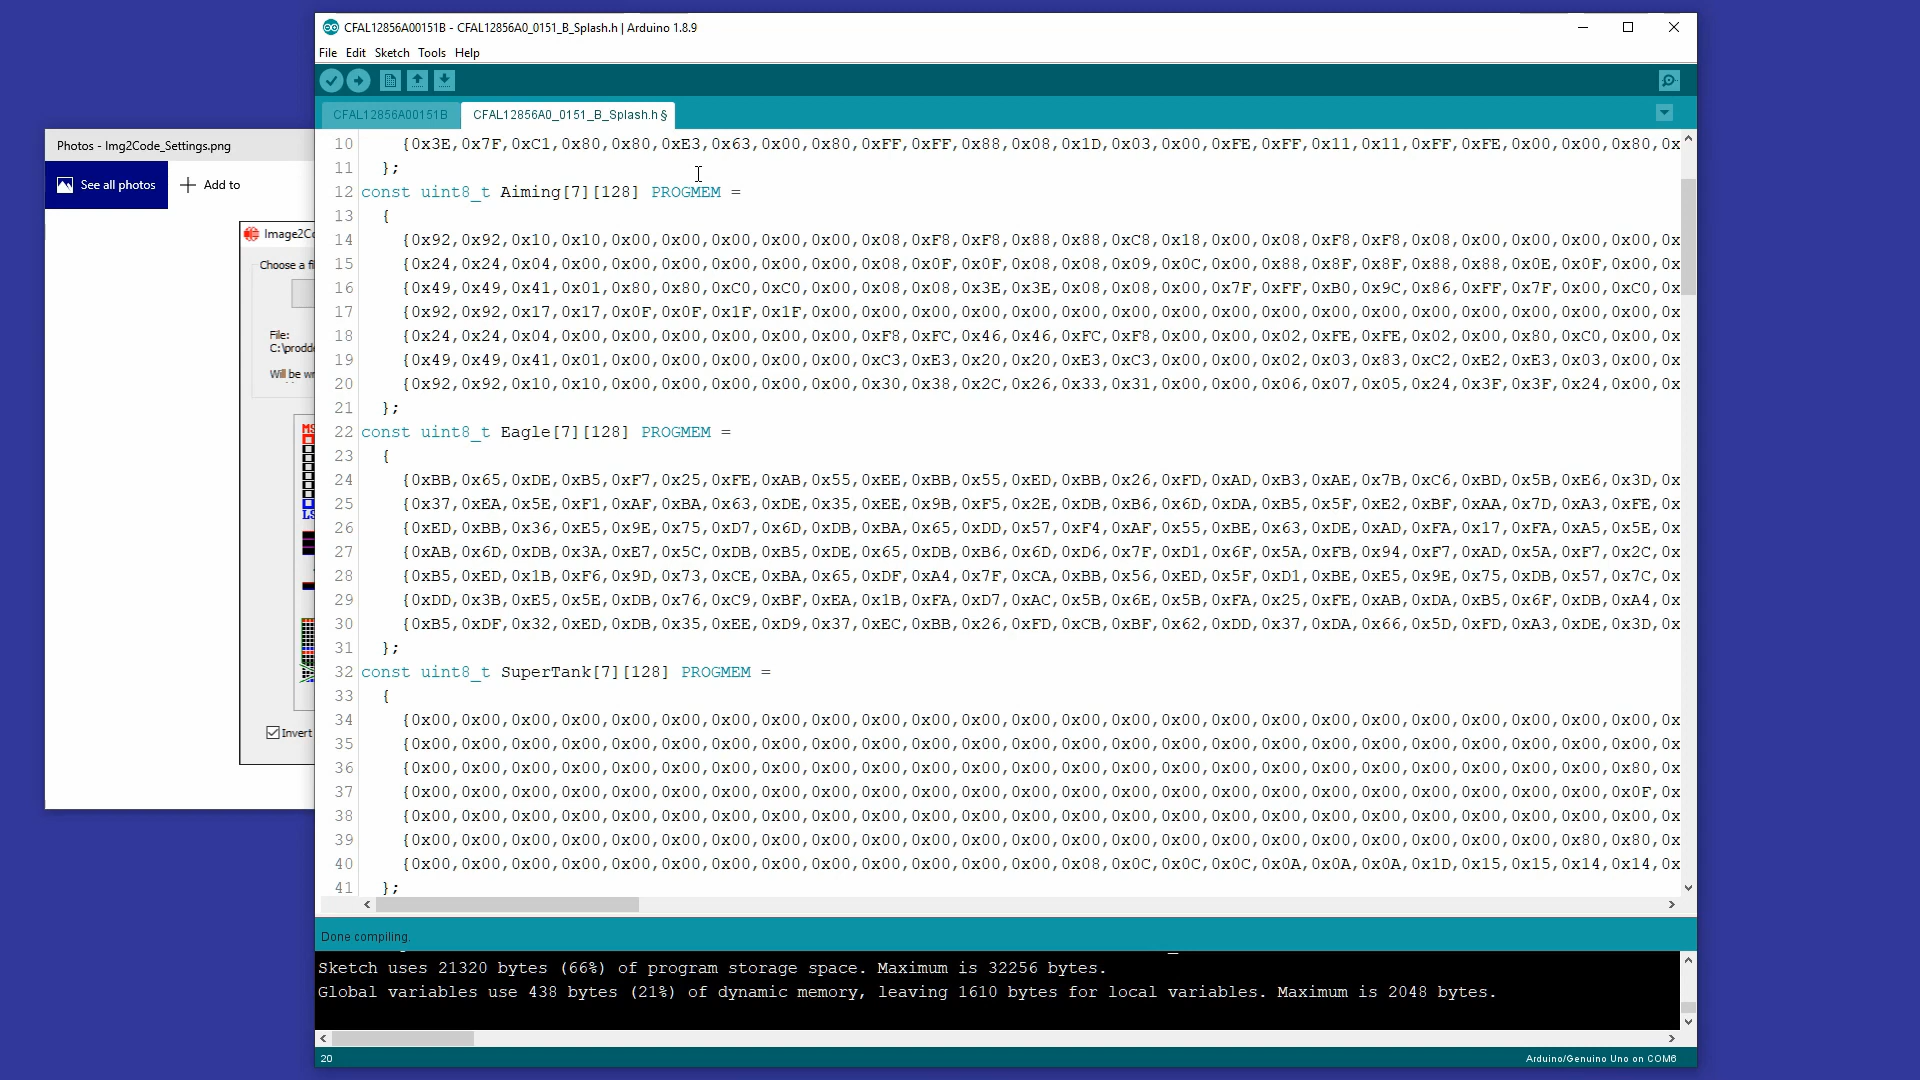 CFAL12856A00151B - CFAL12856A0_0151_B_Splash.h | Arduino 1.8.9
File Edit Sketch Tools Help
CFAL12856A00151B CFAL12856A0_0151_B_Splash.h §
Photos - Img2Code_Settings.png
See all photos Add to
Image2Co
Choose a fi
File:
C:\prodde
Will be wr
Invert
10 {0x3E,0x7F,0xC1,0x80,0x80,0xE3,0x63,0x00,0x80,0xFF,0xFF,0x88,0x08,0x1D,0x03,0x00,0xFE,0xFF,0x11,0x11,0xFF,0xFE,0x00,0x00,0x80,0x
11 };
12 const uint8_t Aiming[7][128] PROGMEM =
13 {
14 {0x92,0x92,0x10,0x10,0x00,0x00,0x00,0x00,0x00,0x08,0xF8,0xF8,0x88,0x88,0xC8,0x18,0x00,0x08,0xF8,0xF8,0x08,0x00,0x00,0x00,0x00,0x
15 {0x24,0x24,0x04,0x00,0x00,0x00,0x00,0x00,0x00,0x08,0x0F,0x0F,0x08,0x08,0x09,0x0C,0x00,0x88,0x8F,0x8F,0x88,0x88,0x0E,0x0F,0x00,0x
16 {0x49,0x49,0x41,0x01,0x80,0x80,0xC0,0xC0,0x00,0x08,0x08,0x3E,0x3E,0x08,0x08,0x00,0x7F,0xFF,0xB0,0x9C,0x86,0xFF,0x7F,0x00,0xC0,0x
17 {0x92,0x92,0x17,0x17,0x0F,0x0F,0x1F,0x1F,0x00,0x00,0x00,0x00,0x00,0x00,0x00,0x00,0x00,0x00,0x00,0x00,0x00,0x00,0x00,0x00,0x00,0x
18 {0x24,0x24,0x04,0x00,0x00,0x00,0x00,0x00,0x00,0xF8,0xFC,0x46,0x46,0xFC,0xF8,0x00,0x00,0x02,0xFE,0xFE,0x02,0x00,0x80,0xC0,0x00,0x
19 {0x49,0x49,0x41,0x01,0x00,0x00,0x00,0x00,0x00,0xC3,0xE3,0x20,0x20,0xE3,0xC3,0x00,0x00,0x02,0x03,0x83,0xC2,0xE2,0xE3,0x03,0x00,0x
20 {0x92,0x92,0x10,0x10,0x00,0x00,0x00,0x00,0x00,0x30,0x38,0x2C,0x26,0x33,0x31,0x00,0x00,0x06,0x07,0x05,0x24,0x3F,0x3F,0x24,0x00,0x
21 };
22 const uint8_t Eagle[7][128] PROGMEM =
23 {
24 {0xBB,0x65,0xDE,0xB5,0xF7,0x25,0xFE,0xAB,0x55,0xEE,0xBB,0x55,0xED,0xBB,0x26,0xFD,0xAD,0xB3,0xAE,0x7B,0xC6,0xBD,0x5B,0xE6,0x3D,0x
25 {0x37,0xEA,0x5E,0xF1,0xAF,0xBA,0x63,0xDE,0x35,0xEE,0x9B,0xF5,0x2E,0xDB,0xB6,0x6D,0xDA,0xB5,0x5F,0xE2,0xBF,0xAA,0x7D,0xA3,0xFE,0x
26 {0xED,0xBB,0x36,0xE5,0x9E,0x75,0xD7,0x6D,0xDB,0xBA,0x65,0xDD,0x57,0xF4,0xAF,0x55,0xBE,0x63,0xDE,0xAD,0xFA,0x17,0xFA,0xA5,0x5E,0x
27 {0xAB,0x6D,0xDB,0x3A,0xE7,0x5C,0xDB,0xB5,0xDE,0x65,0xDB,0xB6,0x6D,0xD6,0x7F,0xD1,0x6F,0x5A,0xFB,0x94,0xF7,0xAD,0x5A,0xF7,0x2C,0x
28 {0xB5,0xED,0x1B,0xF6,0x9D,0x73,0xCE,0xBA,0x65,0xDF,0xA4,0x7F,0xCA,0xBB,0x56,0xED,0x5F,0xD1,0xBE,0xE5,0x9E,0x75,0xDB,0x57,0x7C,0x
29 {0xDD,0x3B,0xE5,0x5E,0xDB,0x76,0xC9,0xBF,0xEA,0x1B,0xFA,0xD7,0xAC,0x5B,0x6E,0x5B,0xFA,0x25,0xFE,0xAB,0xDA,0xB5,0x6F,0xDB,0xA4,0x
30 {0xB5,0xDF,0x32,0xED,0xDB,0x35,0xEE,0xD9,0x37,0xEC,0xBB,0x26,0xFD,0xCB,0xBF,0x62,0xDD,0x37,0xDA,0x66,0x5D,0xFD,0xA3,0xDE,0x3D,0x
31 };
32 const uint8_t SuperTank[7][128] PROGMEM =
33 {
34 {0x00,0x00,0x00,0x00,0x00,0x00,0x00,0x00,0x00,0x00,0x00,0x00,0x00,0x00,0x00,0x00,0x00,0x00,0x00,0x00,0x00,0x00,0x00,0x00,0x00,0x
35 {0x00,0x00,0x00,0x00,0x00,0x00,0x00,0x00,0x00,0x00,0x00,0x00,0x00,0x00,0x00,0x00,0x00,0x00,0x00,0x00,0x00,0x00,0x00,0x00,0x00,0x
36 {0x00,0x00,0x00,0x00,0x00,0x00,0x00,0x00,0x00,0x00,0x00,0x00,0x00,0x00,0x00,0x00,0x00,0x00,0x00,0x00,0x00,0x00,0x00,0x00,0x80,0x
37 {0x00,0x00,0x00,0x00,0x00,0x00,0x00,0x00,0x00,0x00,0x00,0x00,0x00,0x00,0x00,0x00,0x00,0x00,0x00,0x00,0x00,0x00,0x00,0x00,0x0F,0x
38 {0x00,0x00,0x00,0x00,0x00,0x00,0x00,0x00,0x00,0x00,0x00,0x00,0x00,0x00,0x00,0x00,0x00,0x00,0x00,0x00,0x00,0x00,0x00,0x00,0x00,0x
39 {0x00,0x00,0x00,0x00,0x00,0x00,0x00,0x00,0x00,0x00,0x00,0x00,0x00,0x00,0x00,0x00,0x00,0x00,0x00,0x00,0x00,0x00,0x00,0x80,0x80,0x
40 {0x00,0x00,0x00,0x00,0x00,0x00,0x00,0x00,0x00,0x00,0x00,0x00,0x00,0x08,0x0C,0x0C,0x0C,0x0A,0x0A,0x0A,0x1D,0x15,0x15,0x14,0x14,0x
41 };
Done compiling.
Sketch uses 21320 bytes (66%) of program storage space. Maximum is 32256 bytes.
Global variables use 438 bytes (21%) of dynamic memory, leaving 1610 bytes for local variables. Maximum is 2048 bytes.
20 Arduino/Genuino Uno on COM6